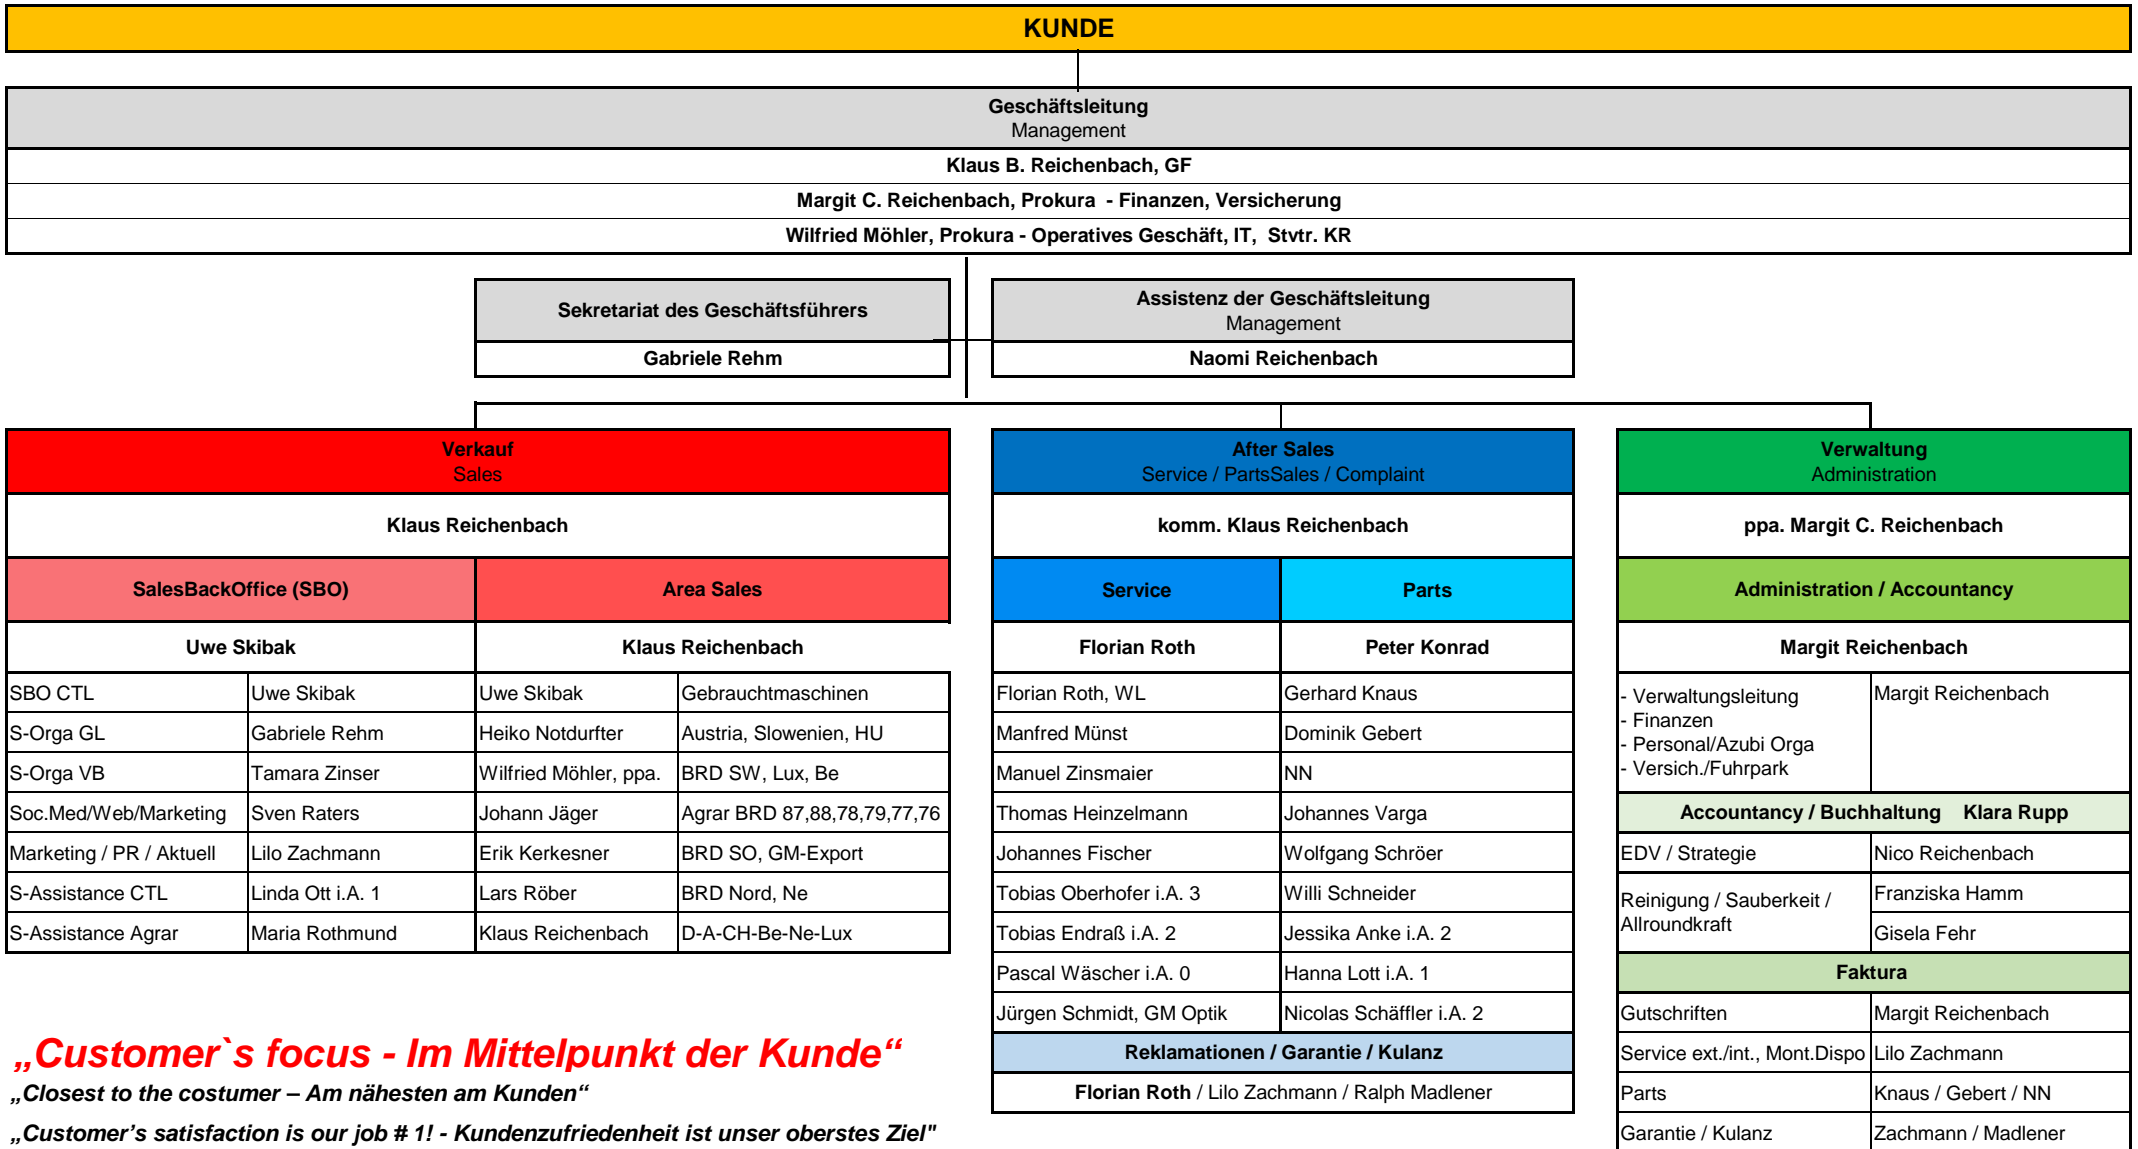 KUNDE
Geschäftsleitung
Management
Klaus B. Reichenbach, GF
Margit C. Reichenbach, Prokura  - Finanzen, Versicherung
Wilfried Möhler, Prokura - Operatives Geschäft, IT,  Stvtr. KR
Sekretariat des Geschäftsführers
Gabriele Rehm
Assistenz der Geschäftsleitung
Management
Naomi Reichenbach
Verkauf
Sales
Klaus Reichenbach
SalesBackOffice (SBO)
Area Sales
Uwe Skibak
Klaus Reichenbach
SBO CTL
Uwe Skibak
Uwe Skibak
Gebrauchtmaschinen
S-Orga GL
Gabriele Rehm
Heiko Notdurfter
Austria, Slowenien, HU
S-Orga VB
Tamara Zinser
Wilfried Möhler, ppa.
BRD SW, Lux, Be
Soc.Med/Web/Marketing
Sven Raters
Johann Jäger
Agrar BRD 87,88,78,79,77,76
Marketing / PR / Aktuell
Lilo Zachmann
Erik Kerkesner
BRD SO, GM-Export
S-Assistance CTL
Linda Ott i.A. 1
Lars Röber
BRD Nord, Ne
S-Assistance Agrar
Maria Rothmund
Klaus Reichenbach
D-A-CH-Be-Ne-Lux
After Sales
Service / PartsSales / Complaint
komm. Klaus Reichenbach
Service
Parts
Florian Roth
Peter Konrad
Florian Roth, WL
Gerhard Knaus
Manfred Münst
Dominik Gebert
Manuel Zinsmaier
NN
Thomas Heinzelmann
Johannes Varga
Johannes Fischer
Wolfgang Schröer
Tobias Oberhofer i.A. 3
Willi Schneider
Tobias Endraß i.A. 2
Jessika Anke i.A. 2
Pascal Wäscher i.A. 0
Hanna Lott i.A. 1
Jürgen Schmidt, GM Optik
Nicolas Schäffler i.A. 2
Reklamationen / Garantie / Kulanz
Florian Roth / Lilo Zachmann / Ralph Madlener
Verwaltung
Administration
ppa. Margit C. Reichenbach
Administration / Accountancy
Margit Reichenbach
- Verwaltungsleitung
- Finanzen
- Personal/Azubi Orga
- Versich./Fuhrpark
Margit Reichenbach
Accountancy / Buchhaltung    Klara Rupp
EDV / Strategie
Nico Reichenbach
Reinigung / Sauberkeit /
Allroundkraft
Franziska Hamm
Gisela Fehr
Faktura
Gutschriften
Margit Reichenbach
Service ext./int., Mont.Dispo
Lilo Zachmann
Parts
Knaus / Gebert / NN
Garantie / Kulanz
Zachmann / Madlener
„Customer`s focus - Im Mittelpunkt der Kunde“
„Closest to the costumer – Am nähesten am Kunden“
„Customer’s satisfaction is our job # 1! - Kundenzufriedenheit ist unser oberstes Ziel"